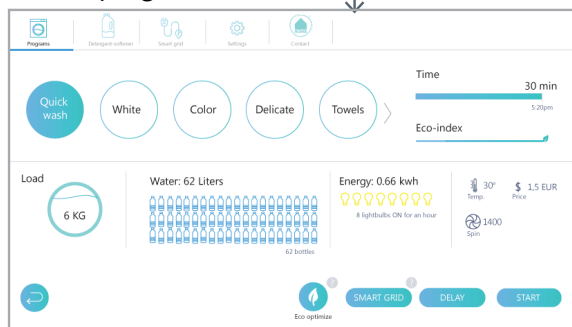 Programs
Detergent-softener
Smart grid
Settings
Contact
Quick
wash
White
Color
Delicate
Towels
Time
30 min
5:20pm
Eco-index
Load
6 KG
Water: 62 Liters
62 bottles
Energy: 0.66 kwh
8 lightbulbs ON for an hour
30º
Temp.
$ 1,5 EUR
Price
1400
Spin
?
Eco optimize
?
SMART GRID
DELAY
START